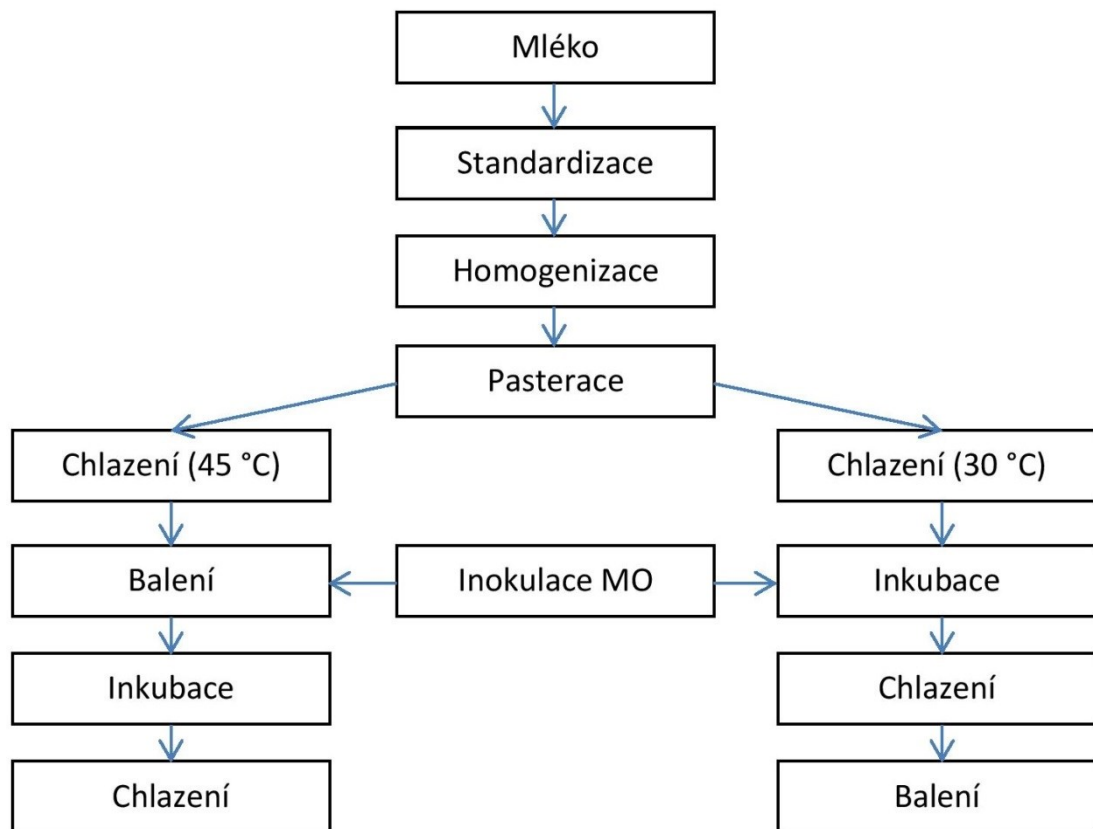 Mléko
Standardizace
Homogenizace
Pasterace
Chlazení (45 °C)
Chlazení (30 °C)
Balení
Inokulace MO
Inkubace
Inkubace
Chlazení
Chlazení
Balení